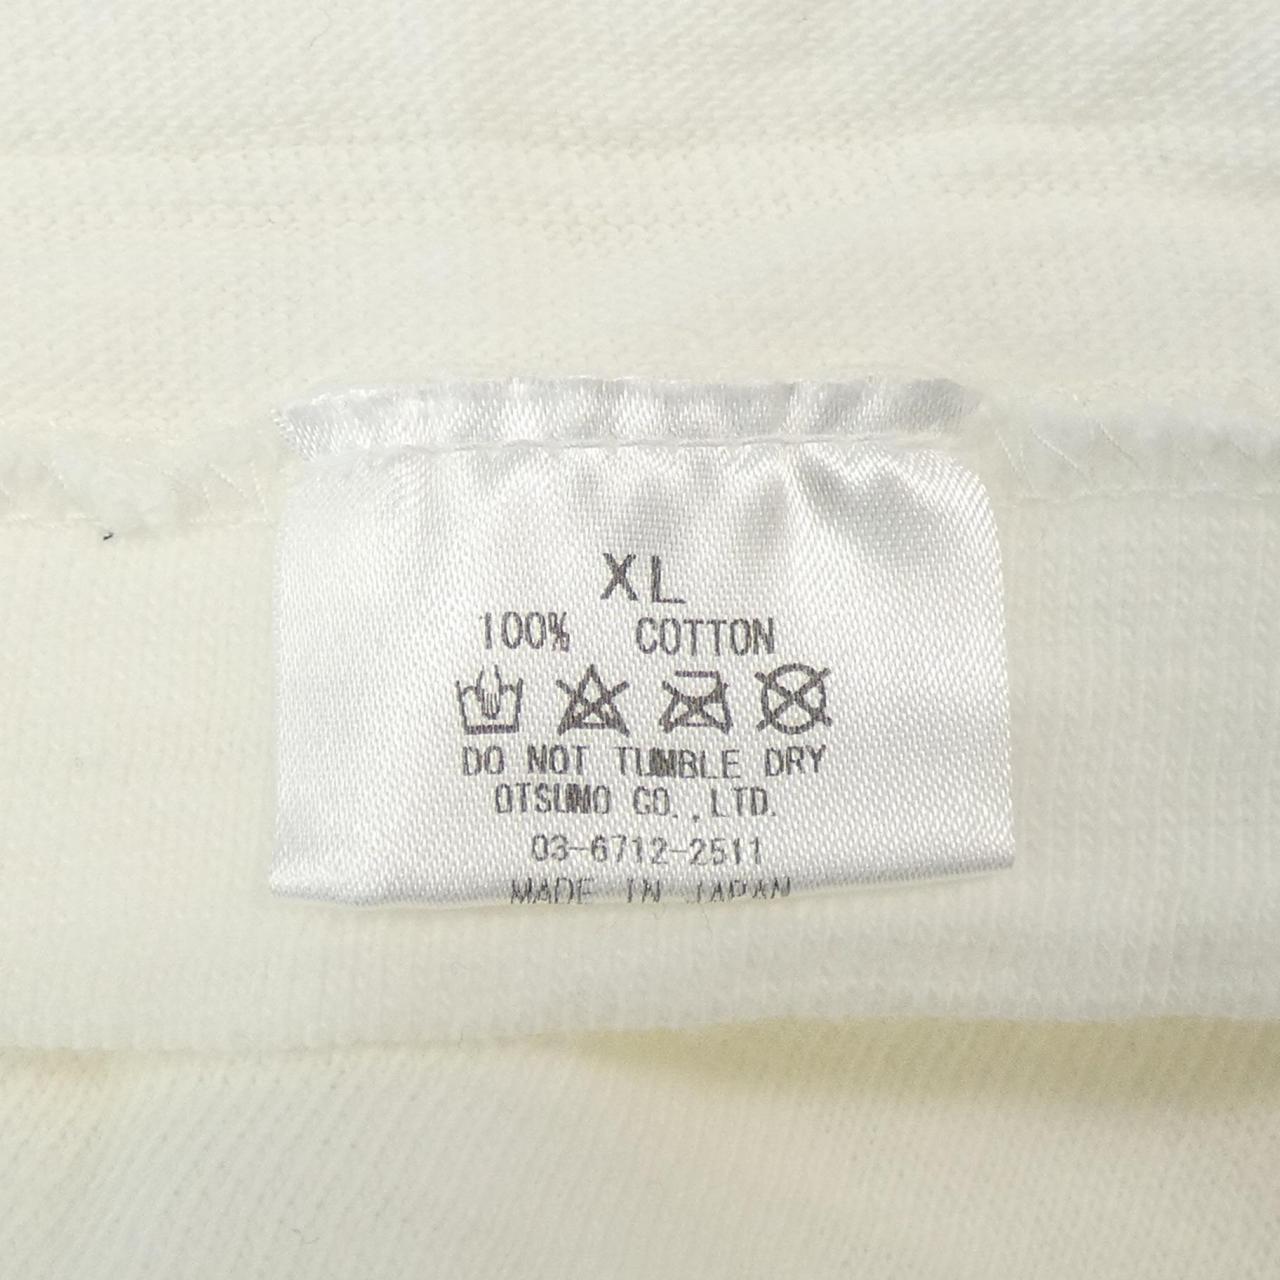 XL
100% COTTON
DO NOT TUMBLE DRY
OTSUMO CO.,LTD.
03-6712-2511
MADE IN JAPAN